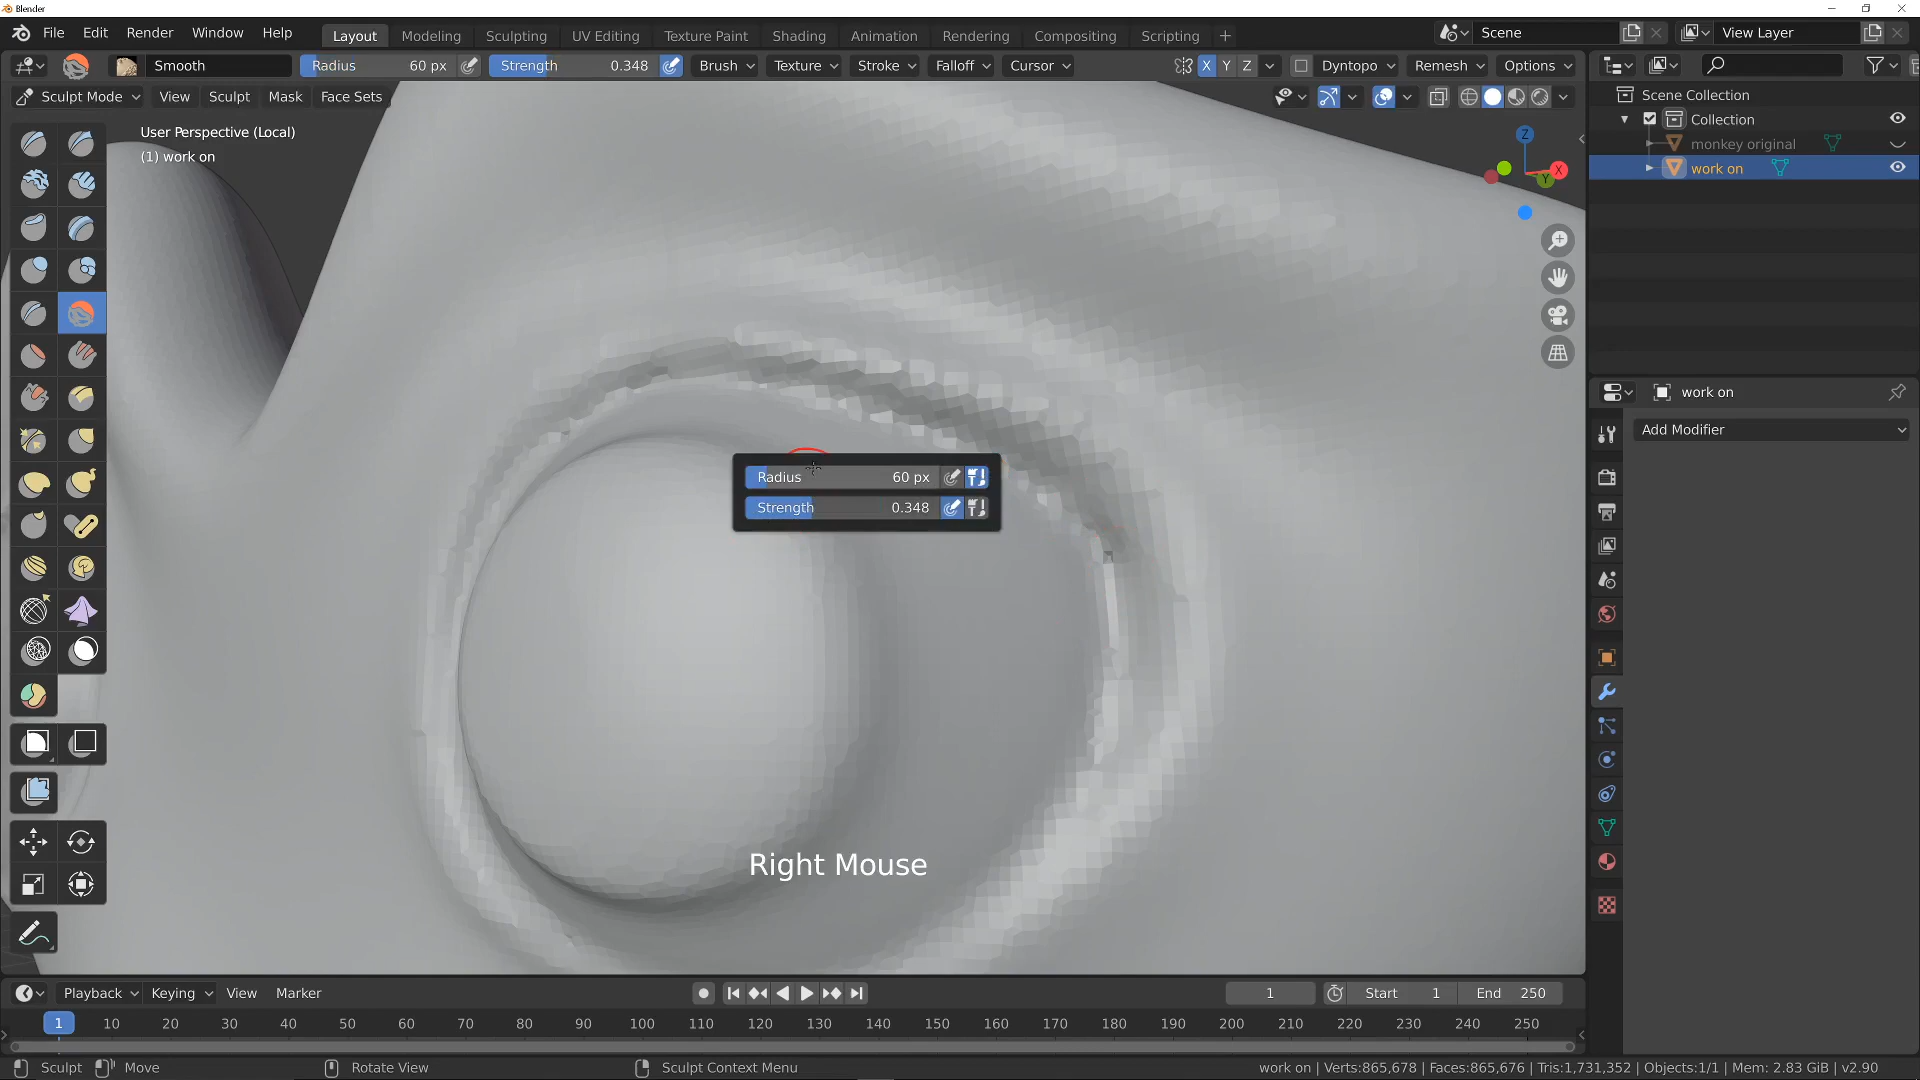 Blender
File Edit Render Window Help
Layout Modeling Sculpting UV Editing Texture Paint Shading Animation Rendering Compositing Scripting +
Scene
View Layer
Smooth Radius 60 px Strength 0.348 Brush Texture Stroke Falloff Cursor
X Y Z Dyntopo Remesh Options
Sculpt Mode View Sculpt Mask Face Sets
User Perspective (Local)
(1) work on
Z
X
Y
Scene Collection
Collection
monkey original
work on
work on
Add Modifier
Radius 60 px
Strength 0.348
Right Mouse
Playback Keying View Marker
1 Start 1 End 250
1 10 20 30 40 50 60 70 80 90 100 110 120 130 140 150 160 170 180 190 200 210 220 230 240 250
Sculpt Move Rotate View Sculpt Context Menu
work on | Verts:865,678 | Faces:865,676 | Tris:1,731,352 | Objects:1/1 | Mem: 2.83 GiB | v2.90